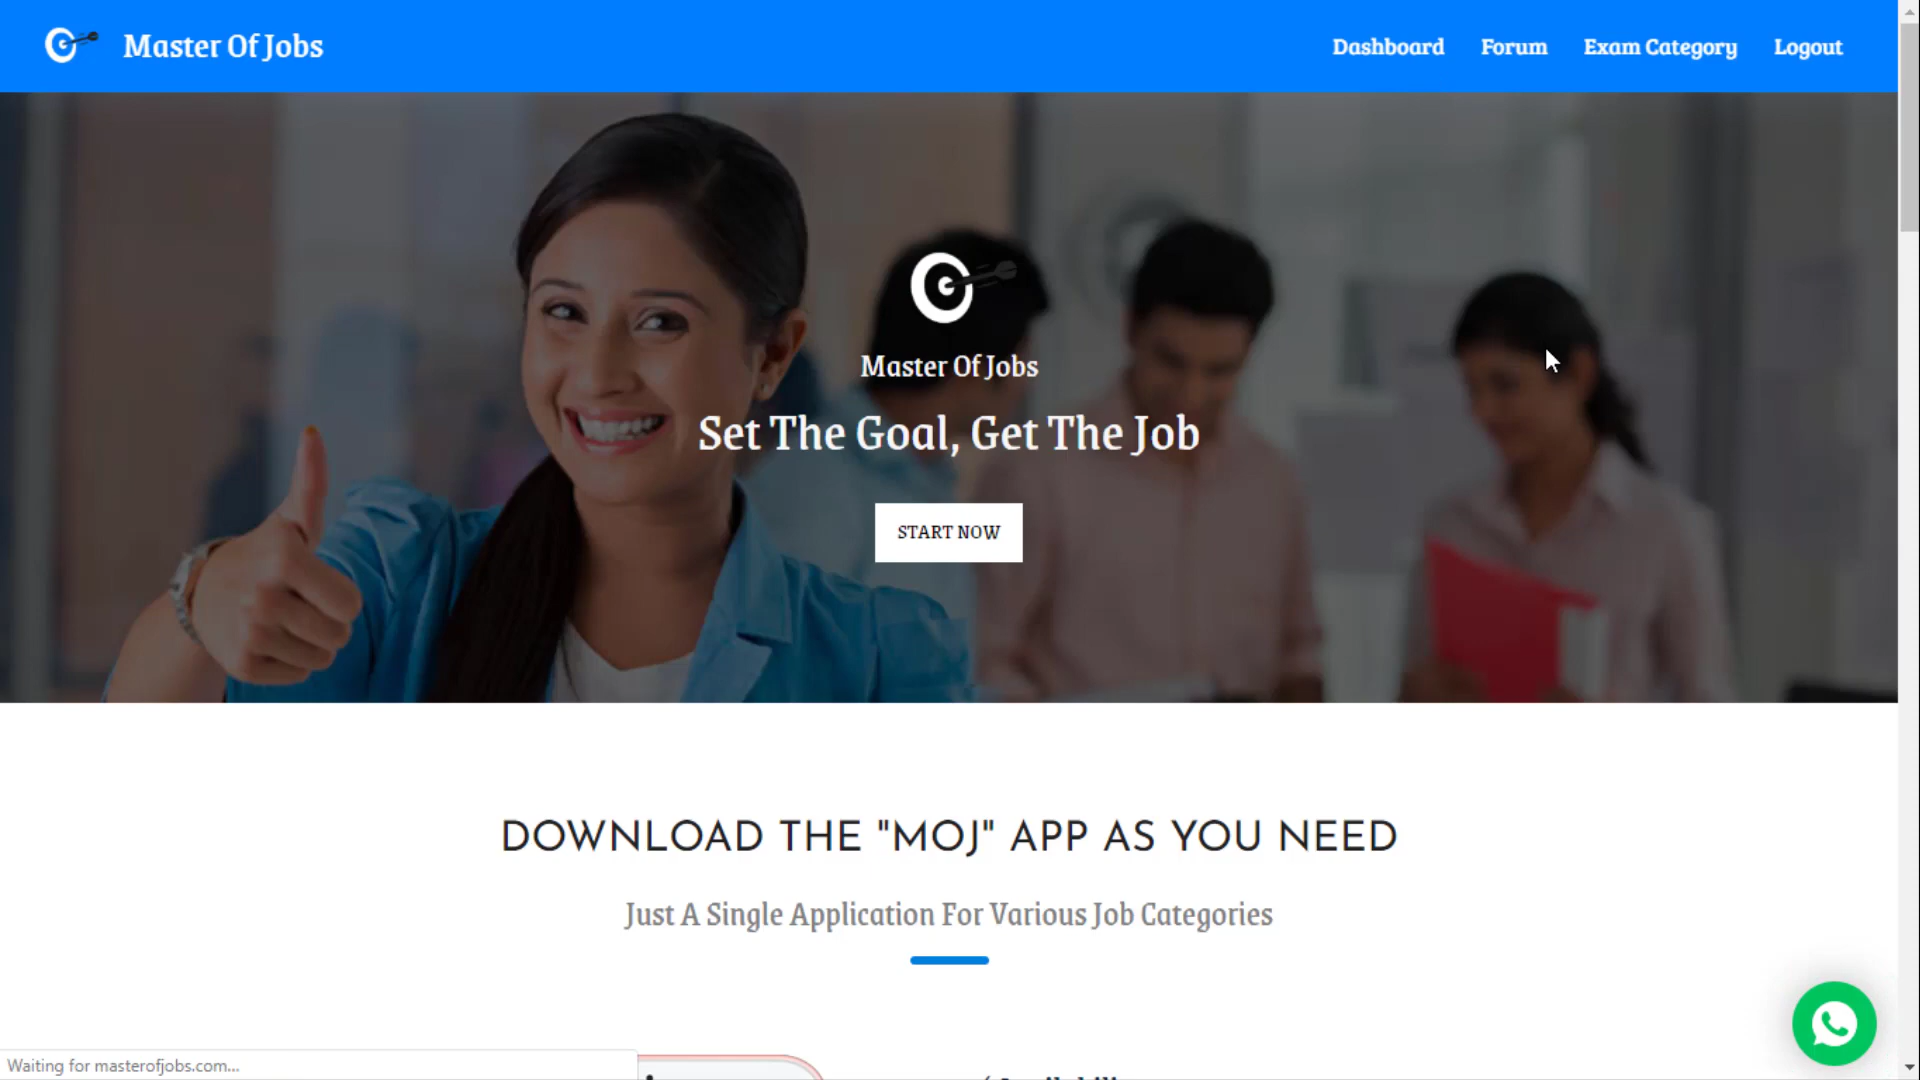 Master Of Jobs
Dashboard Forum Exam Category Logout
Master Of Jobs
Set The Goal, Get The Job
START NOW
DOWNLOAD THE "MOJ" APP AS YOU NEED
Just A Single Application For Various Job Categories
Waiting for masterofjobs.com...